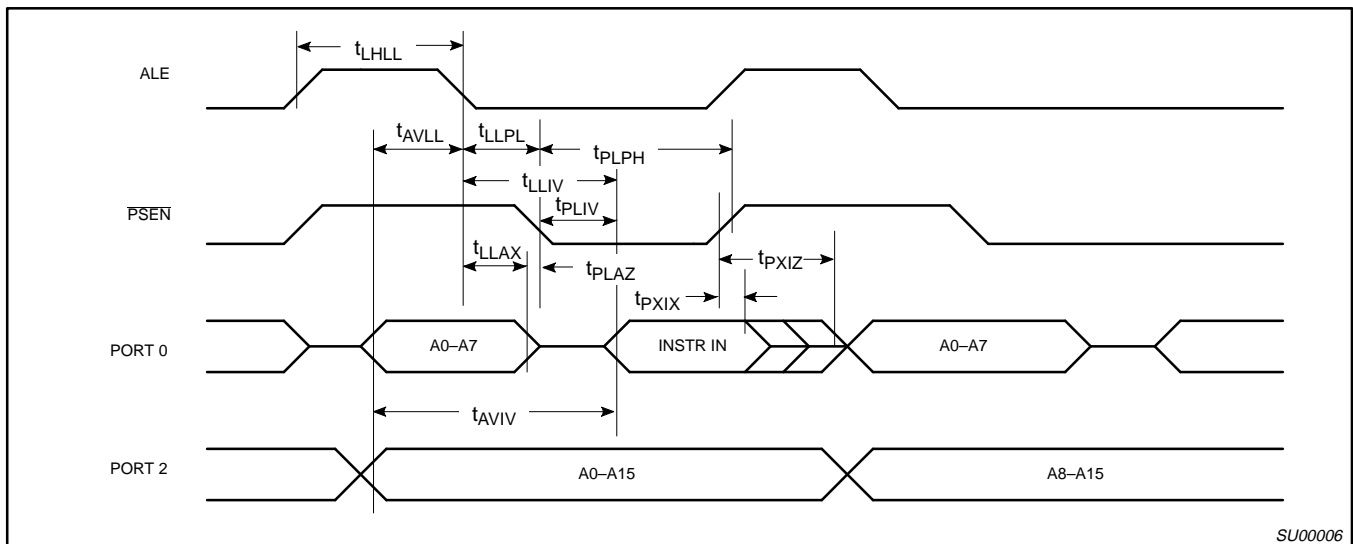 ALE
tLHLL
tAVLL
tLLPL
tPLPH
tLLIV
PSEN
tPLIV
tLLAX
tPLAZ
tPXIZ
tPXIX
PORT 0
A0–A7
INSTR IN
A0–A7
tAVIV
PORT 2
A0–A15
A8–A15
SU00006